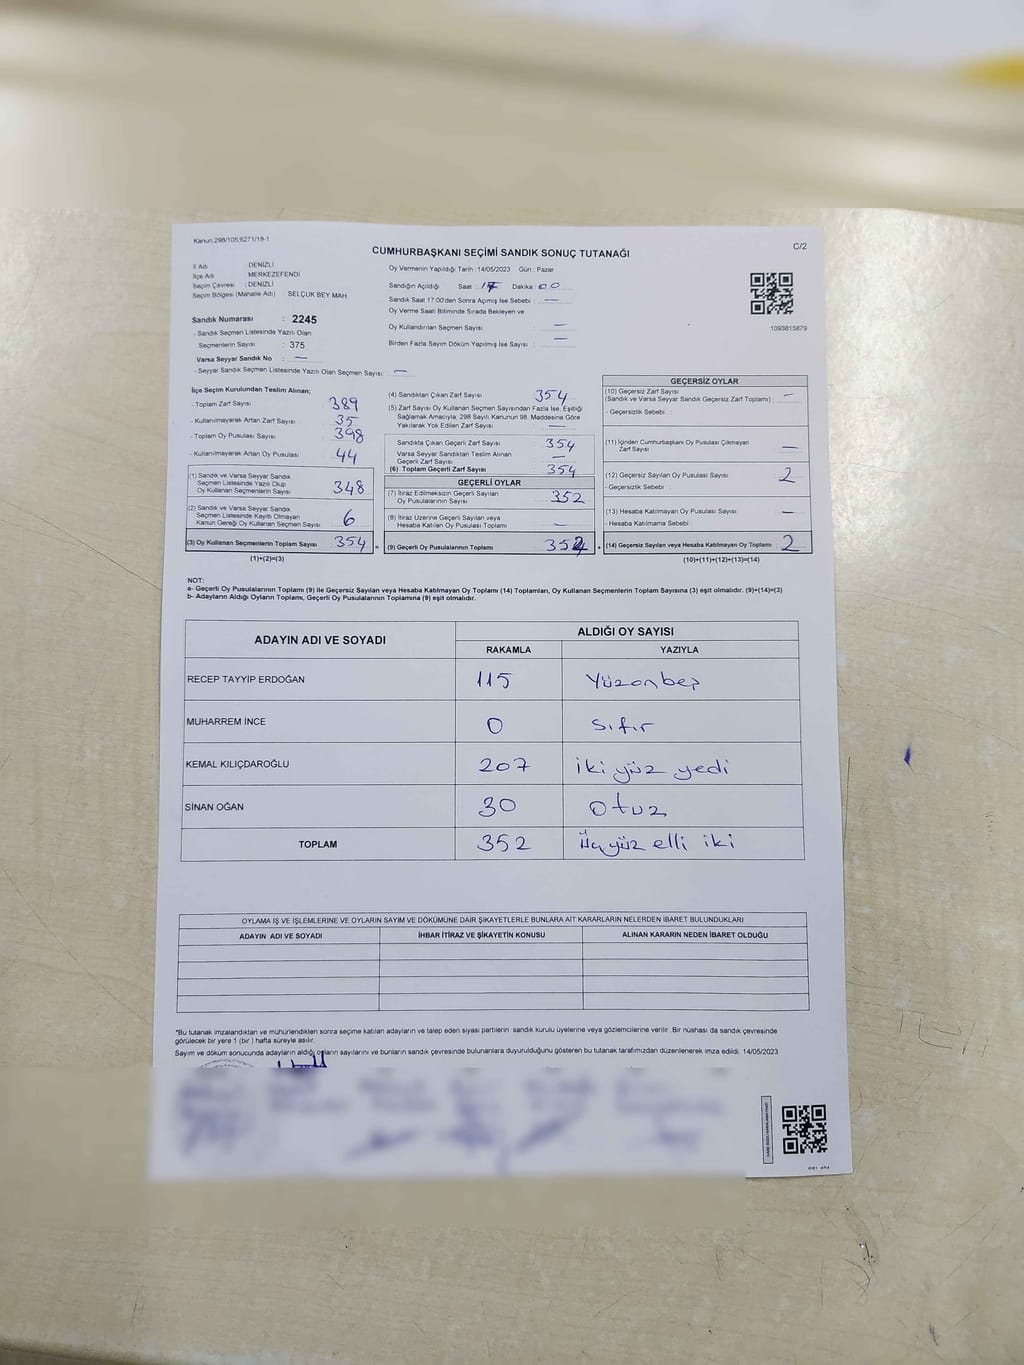 Kanun:298/105;6271/18-1
C/2
CUMHURBAŞKANI SEÇİMİ SANDIK SONUÇ TUTANAĞI
İl Adı : DENİZLİ
İlçe Adı : MERKEZEFENDİ
Seçim Çevresi : DENİZLİ
Seçim Bölgesi (Mahalle Adı) : SELÇUK BEY MAH.
Sandık Numarası : 2245
- Sandık Seçmen Listesinde Yazılı Olan
Seçmenlerin Sayısı : 375
Varsa Seyyar Sandık No : —
- Seyyar Sandık Seçmen Listesinde Yazılı Olan Seçmen Sayısı : —
Oy Vermenin Yapıldığı Tarih : 14/05/2023 Gün : Pazar
Sandığın Açıldığı Saat : 17 Dakika : 00
Sandık Saat 17.00'den Sonra Açılmış İse Sebebi : —
Oy Verme Saati Bitiminde Sırada Bekleyen ve
Oy Kullandırılan Seçmen Sayısı : —
Birden Fazla Sayım Döküm Yapılmış İse Sayısı : —
1093815879
İlçe Seçim Kurulundan Teslim Alınan;
- Toplam Zarf Sayısı : 389
- Kullanılmayarak Artan Zarf Sayısı : 35
- Toplam Oy Pusulası Sayısı : 398
- Kullanılmayarak Artan Oy Pusulası : 44
(1) Sandık ve Varsa Seyyar Sandık
Seçmen Listesinde Yazılı Olup
Oy Kullanan Seçmenlerin Sayısı : 348
(2) Sandık ve Varsa Seyyar Sandık
Seçmen Listesinde Kayıtlı Olmayan
Kanun Gereği Oy Kullanan Seçmen Sayısı : 6
(3) Oy Kullanan Seçmenlerin Toplam Sayısı : 354
(1)+(2)=(3)
(4) Sandıktan Çıkan Zarf Sayısı : 354
(5) Zarf Sayısı Oy Kullanan Seçmen Sayısından Fazla İse, Eşitliği
Sağlamak Amacıyla; 298 Sayılı Kanunun 98. Maddesine Göre
Yakılarak Yok Edilen Zarf Sayısı : —
Sandıkta Çıkan Geçerli Zarf Sayısı : 354
Varsa Seyyar Sandıktan Teslim Alınan
Geçerli Zarf Sayısı : —
(6) Toplam Geçerli Zarf Sayısı : 354
GEÇERLİ OYLAR
(7) İtiraz Edilmeksizin Geçerli Sayılan
Oy Pusulalarının Sayısı : 352
(8) İtiraz Üzerine Geçerli Sayılan veya
Hesaba Katılan Oy Pusulası Toplamı : —
= (9) Geçerli Oy Pusulalarının Toplamı : 352
GEÇERSİZ OYLAR
(10) Geçersiz Zarf Sayısı
(Sandık ve Varsa Seyyar Sandık Geçersiz Zarf Toplamı) : —
- Geçersizlik Sebebi :
(11) İçinden Cumhurbaşkanı Oy Pusulası Çıkmayan
Zarf Sayısı : —
(12) Geçersiz Sayılan Oy Pusulası Sayısı : 2
- Geçersizlik Sebebi :
(13) Hesaba Katılmayan Oy Pusulası Sayısı : —
- Hesaba Katılmama Sebebi :
+ (14) Geçersiz Sayılan veya Hesaba Katılmayan Oy Toplamı : 2
(10)+(11)+(12)+(13)=(14)
NOT:
a- Geçerli Oy Pusulalarının Toplamı (9) ile Geçersiz Sayılan veya Hesaba Katılmayan Oy Toplamı (14) Toplamları, Oy Kullanan Seçmenlerin Toplam Sayısına (3) eşit olmalıdır. (9)+(14)=(3)
b- Adayların Aldığı Oyların Toplamı, Geçerli Oy Pusulalarının Toplamına (9) eşit olmalıdır.
ADAYIN ADI VE SOYADI ALDIĞI OY SAYISI
RAKAMLA YAZIYLA
RECEP TAYYİP ERDOĞAN 115 Yüzonbeş
MUHARREM İNCE 0 Sıfır
KEMAL KILIÇDAROĞLU 207 iki yüz yedi
SİNAN OĞAN 30 Otuz
TOPLAM 352 Üçyüz elli iki
OYLAMA İŞ VE İŞLEMLERİNE VE OYLARIN SAYIM VE DÖKÜMÜNE DAİR ŞİKAYETLERLE BUNLARA AİT KARARLARIN NELERDEN İBARET BULUNDUKLARI
ADAYIN ADI VE SOYADI İHBAR İTİRAZ VE ŞİKAYETİN KONUSU ALINAN KARARIN NEDEN İBARET OLDUĞU
*Bu tutanak imzalandıktan ve mühürlendikten sonra seçime katılan adayların ve talep eden siyasi partilerin sandık kurulu üyelerine veya gözlemcilerine verilir. Bir nüshası da sandık çevresinde
görülecek bir yere 1 (bir ) hafta süreyle asılır.
Sayım ve döküm sonucunda adayların aldığı oyların sayılarını ve bunların sandık çevresinde bulunanlara duyurulduğunu gösteren bu tutanak tarafımızdan düzenlenerek imza edildi. 14/05/2023